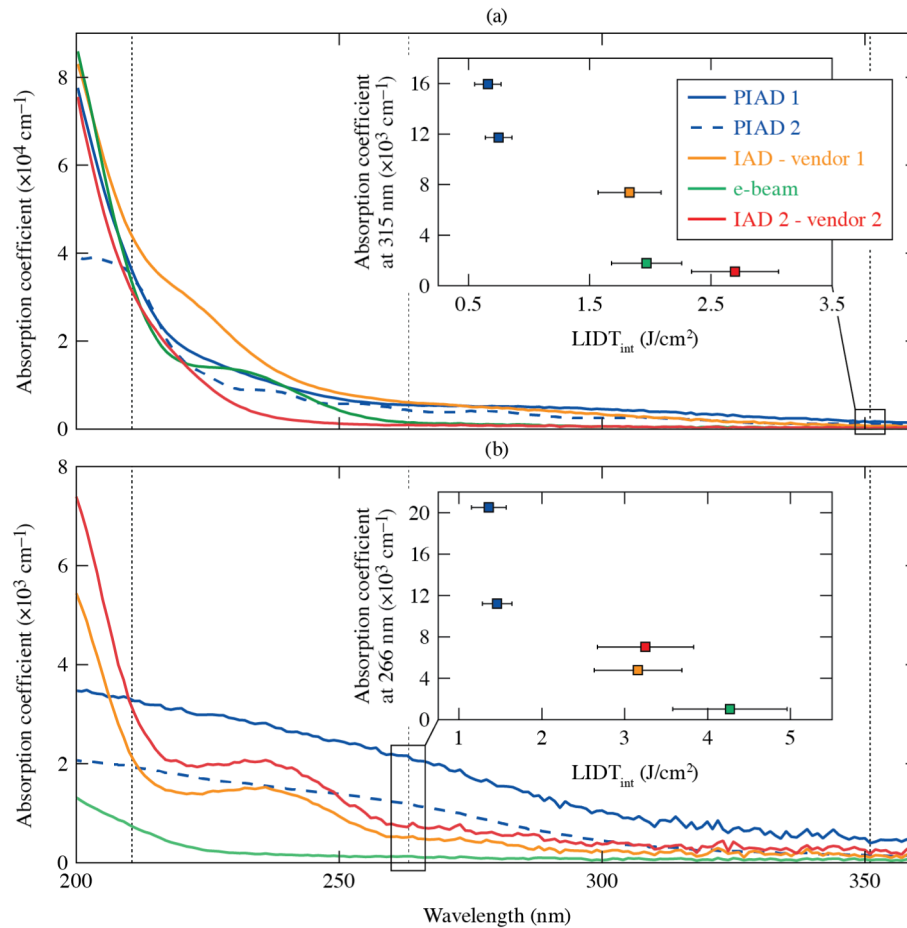 (a)
Absorption coefficient (×10⁴ cm⁻¹)
8
6
4
2
0
Absorption coefficient
at 315 nm (×10³ cm⁻¹)
16
12
8
4
0
0.5 1.5 2.5 3.5
LIDTint (J/cm²)
PIAD 1
PIAD 2
IAD - vendor 1
e-beam
IAD 2 - vendor 2
(b)
Absorption coefficient (×10³ cm⁻¹)
8
6
4
2
0
Absorption coefficient
at 266 nm (×10³ cm⁻¹)
20
16
12
8
4
0
1 2 3 4 5
LIDTint (J/cm²)
200 250 300 350
Wavelength (nm)